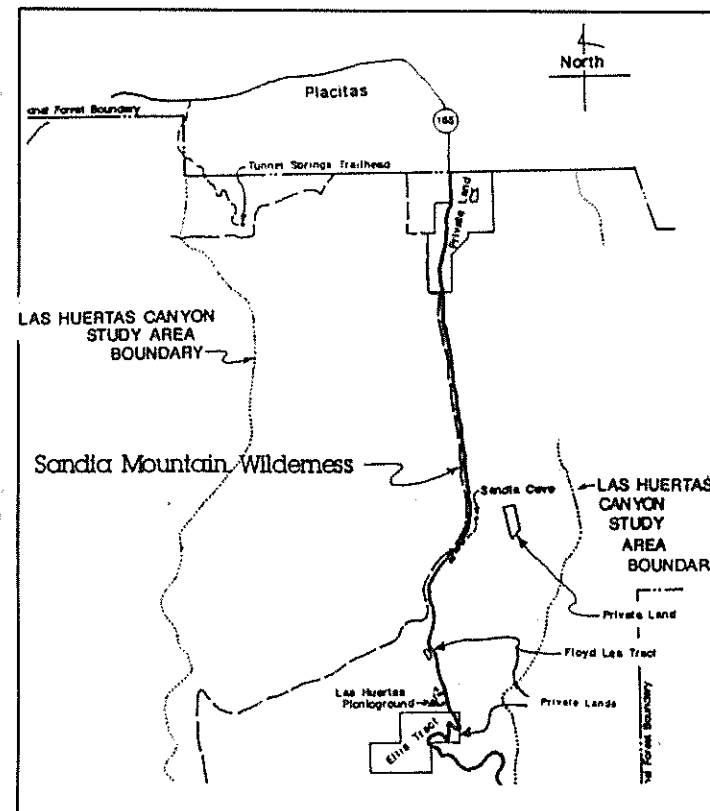 North
Placitas
165
Forest Boundary
Tunnel Springs Trailhead
Private Land
LAS HUERTAS CANYON
STUDY AREA
BOUNDARY
Sandia Mountain Wilderness
Sandia Cave
LAS HUERTAS
CANYON
STUDY
AREA
BOUNDAR
Private Land
Floyd Lee Tract
Las Huertas
Picnicground
Private Lands
Ellis Tract
Forest Boundary